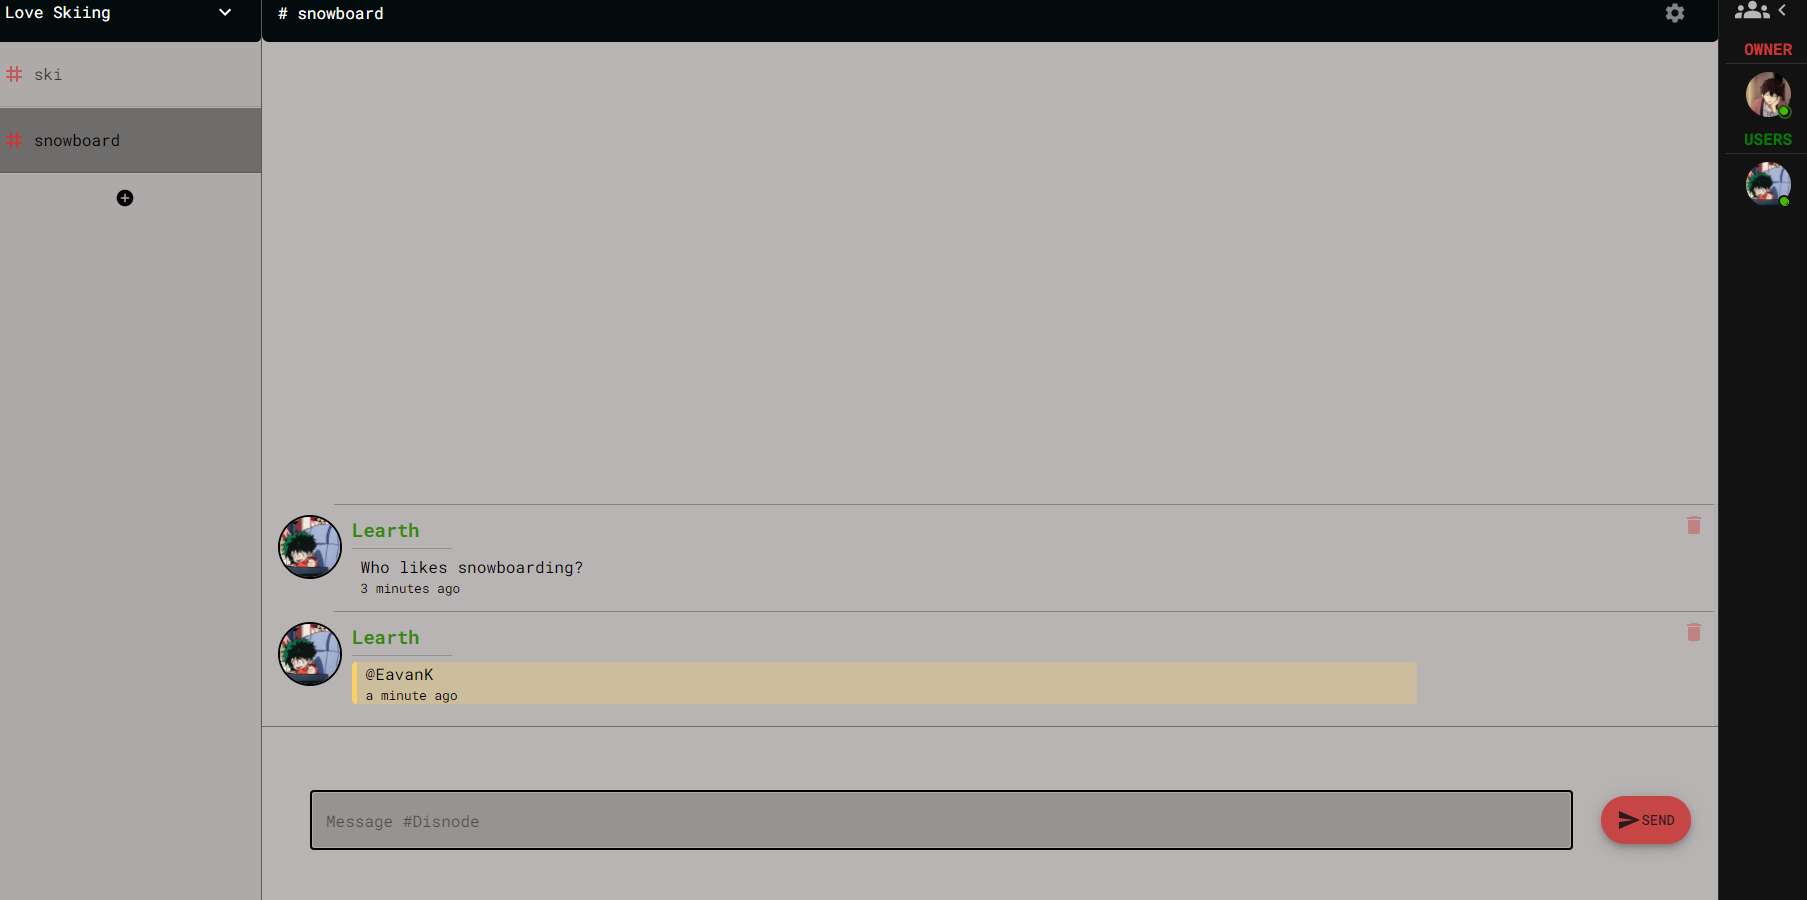 Love Skiing
# snowboard
OWNER
# ski
# snowboard
USERS
Learth
Who likes snowboarding?
3 minutes ago
Learth
@EavanK
a minute ago
Message #Disnode
SEND